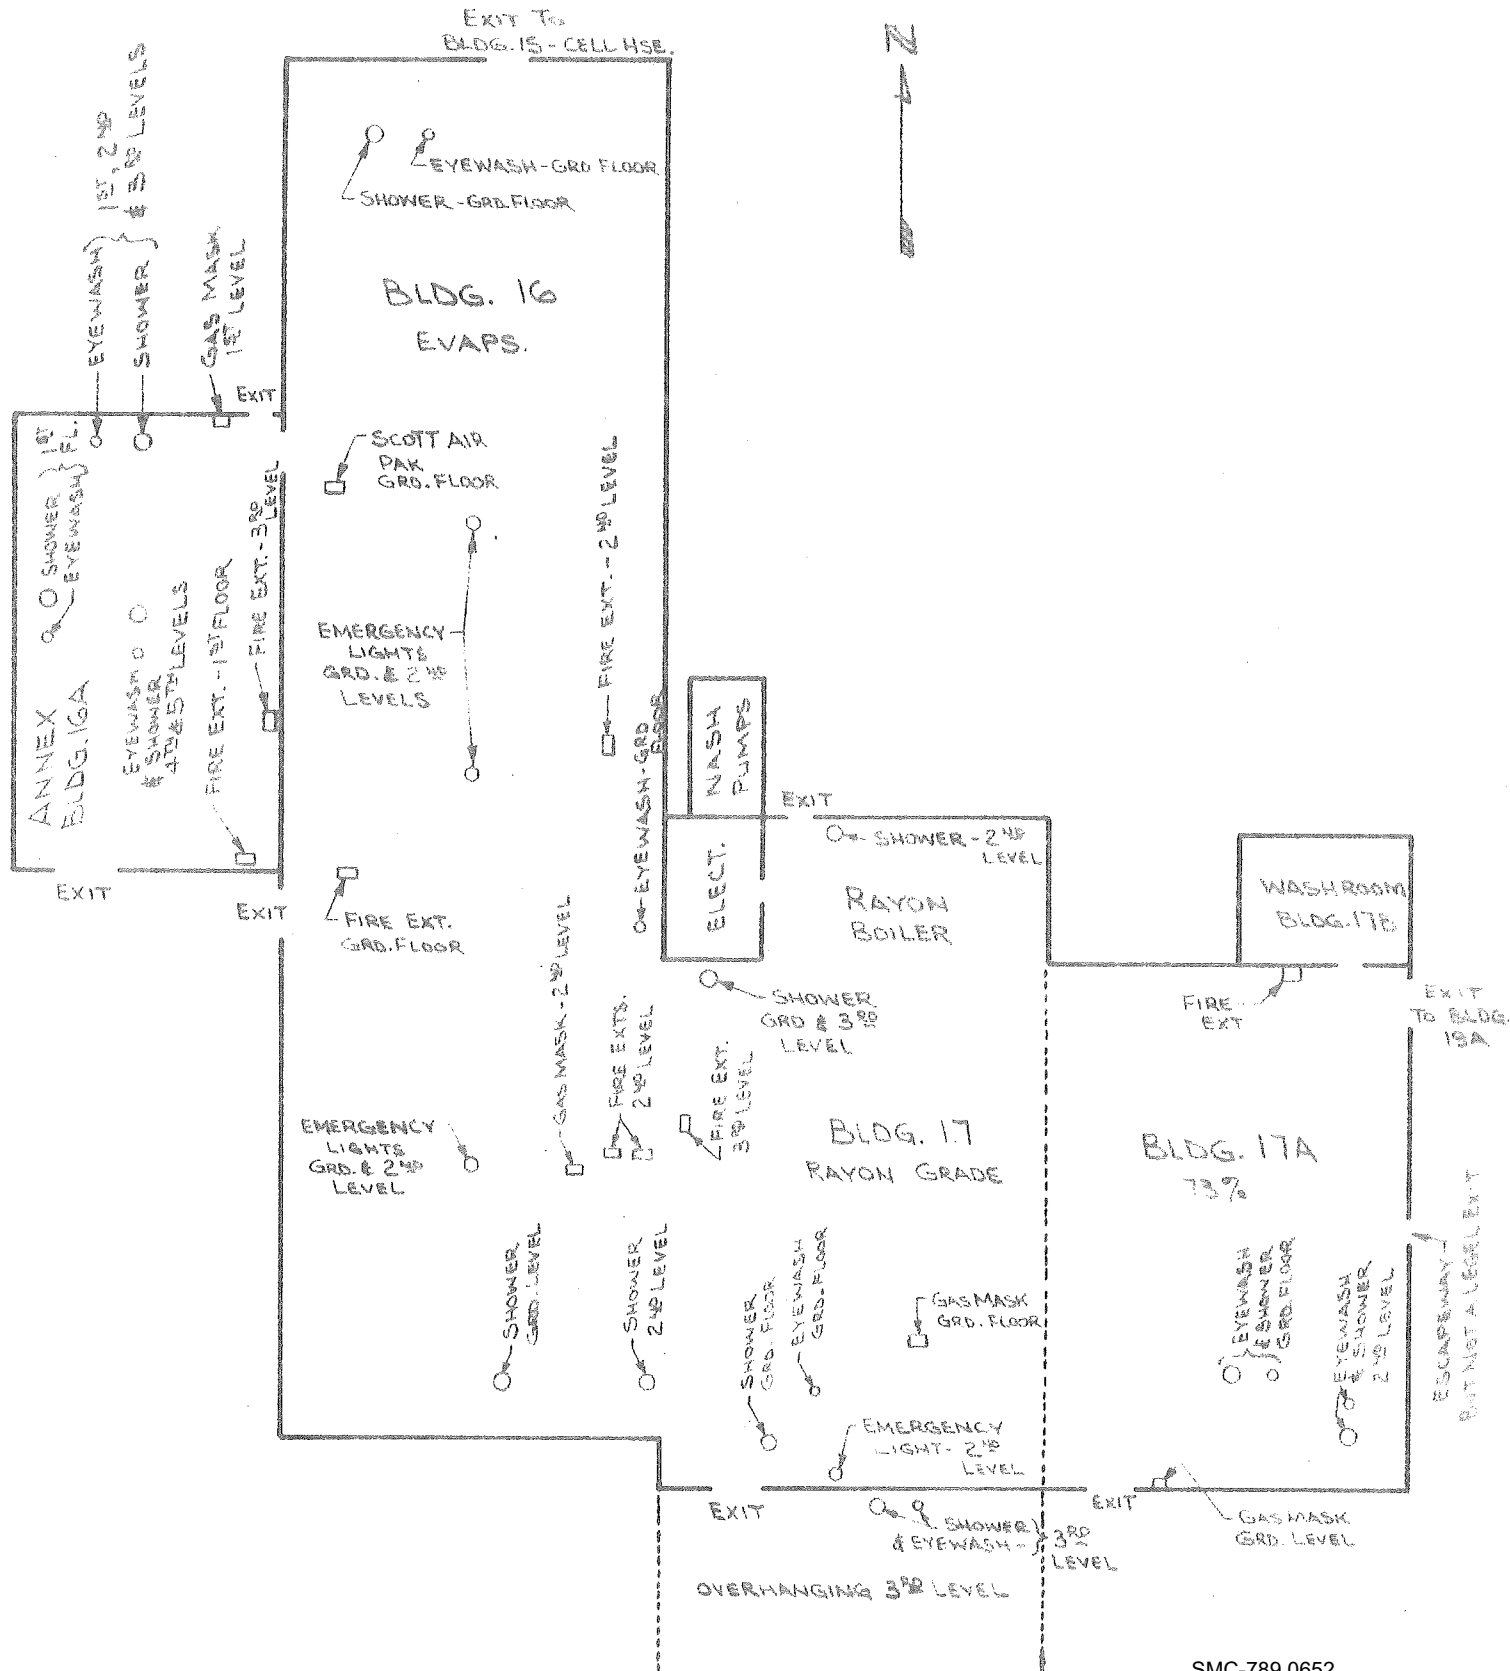 EXIT TO
BLDG. 15 - CELL HSE.
N
EYEWASH - GRD FLOOR
SHOWER - GRD. FLOOR
BLDG. 16
EVAPS.
EYEWASH } 1ST, 2ND
SHOWER } & 3RD LEVELS
GAS MASK
1ST LEVEL
EXIT
SHOWER } 1ST
EYEWASH } FL.
ANNEX
BLDG. 16A
EYEWASH
& SHOWER
4TH & 5TH LEVELS
FIRE EXT. - 1ST FLOOR
FIRE EXT. - 3RD
LEVEL
SCOTT AIR
PAK
GRD. FLOOR
EMERGENCY
LIGHTS
GRD. & 2ND
LEVELS
FIRE EXT. - 2ND LEVEL
EYEWASH - GRD
FLOOR
NASH
PUMPS
EXIT
ELECT.
SHOWER - 2ND
LEVEL
RAYON
BOILER
WASHROOM
BLDG. 17B
EXIT
EXIT
FIRE EXT.
GRD. FLOOR
GAS MASK - 2ND LEVEL
FIRE EXTS.
2ND LEVEL
SHOWER
GRD & 3RD
LEVEL
FIRE EXT.
3RD LEVEL
FIRE
EXT
EXIT
TO BLDG.
19A
EMERGENCY
LIGHTS
GRD. & 2ND
LEVEL
BLDG. 17
RAYON GRADE
BLDG. 17A
73%
ESCAPEWAY
BUT NOT A LEGAL EXIT
SHOWER
GRD. LEVEL
SHOWER
2ND LEVEL
SHOWER
GRD. FLOOR
EYEWASH
GRD. FLOOR
GAS MASK
GRD. FLOOR
EYEWASH
& SHOWER
GRD. FLOOR
EYEWASH
& SHOWER
2ND LEVEL
EMERGENCY
LIGHT - 2ND
LEVEL
EXIT
EXIT
GAS MASK
GRD. LEVEL
SHOWER } 3RD
& EYEWASH - } LEVEL
OVERHANGING 3RD LEVEL
SMC-789.0652